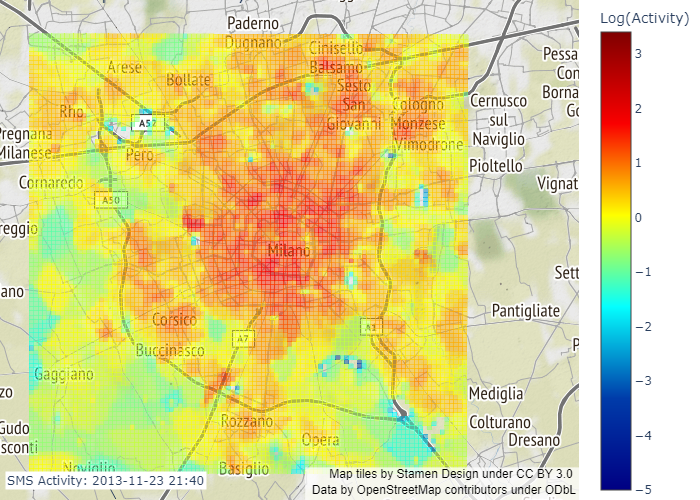 Log(Activity)
3
2
1
0
−1
−2
−3
−4
−5
Paderno
Dugnano
Cinisello
Balsamo
Arese
Bollate
Sesto
San
Giovanni
Rho
A52
Pero
Cologno
Monzese
Vimodrone
Cernusco
sul
Naviglio
Pioltello
Pessa
Con
Borna
Go
Pregnana
Milanese
Cornaredo
A50
Vignat
reggio
Milano
Sett
ano
Corsico
A7
A1
Pantigliate
Buccinasco
Gaggiano
Rozzano
Opera
Mediglia
Colturano
Dresano
zo
Gudo
sconti
Noviglio
Basiglio
SMS Activity: 2013-11-23 21:40
Map tiles by Stamen Design under CC BY 3.0
Data by OpenStreetMap contributors under ODbL